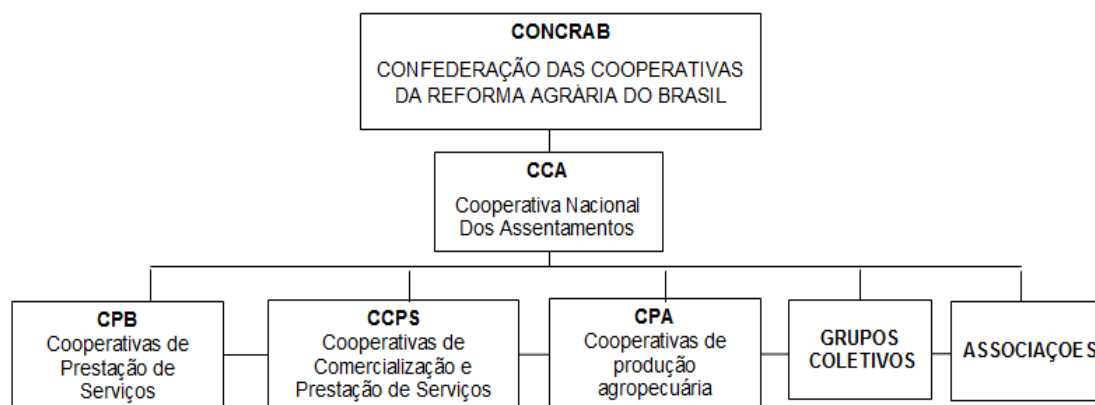 CONCRAB
CONFEDERAÇÃO DAS COOPERATIVAS
DA REFORMA AGRÁRIA DO BRASIL
CCA
Cooperativa Nacional
Dos Assentamentos
CPB
Cooperativas de
Prestação de
Serviços
CCPS
Cooperativas de
Comercialização e
Prestação de Serviços
CPA
Cooperativas de
produção
agropecuária
GRUPOS
COLETIVOS
ASSOCIAÇOES